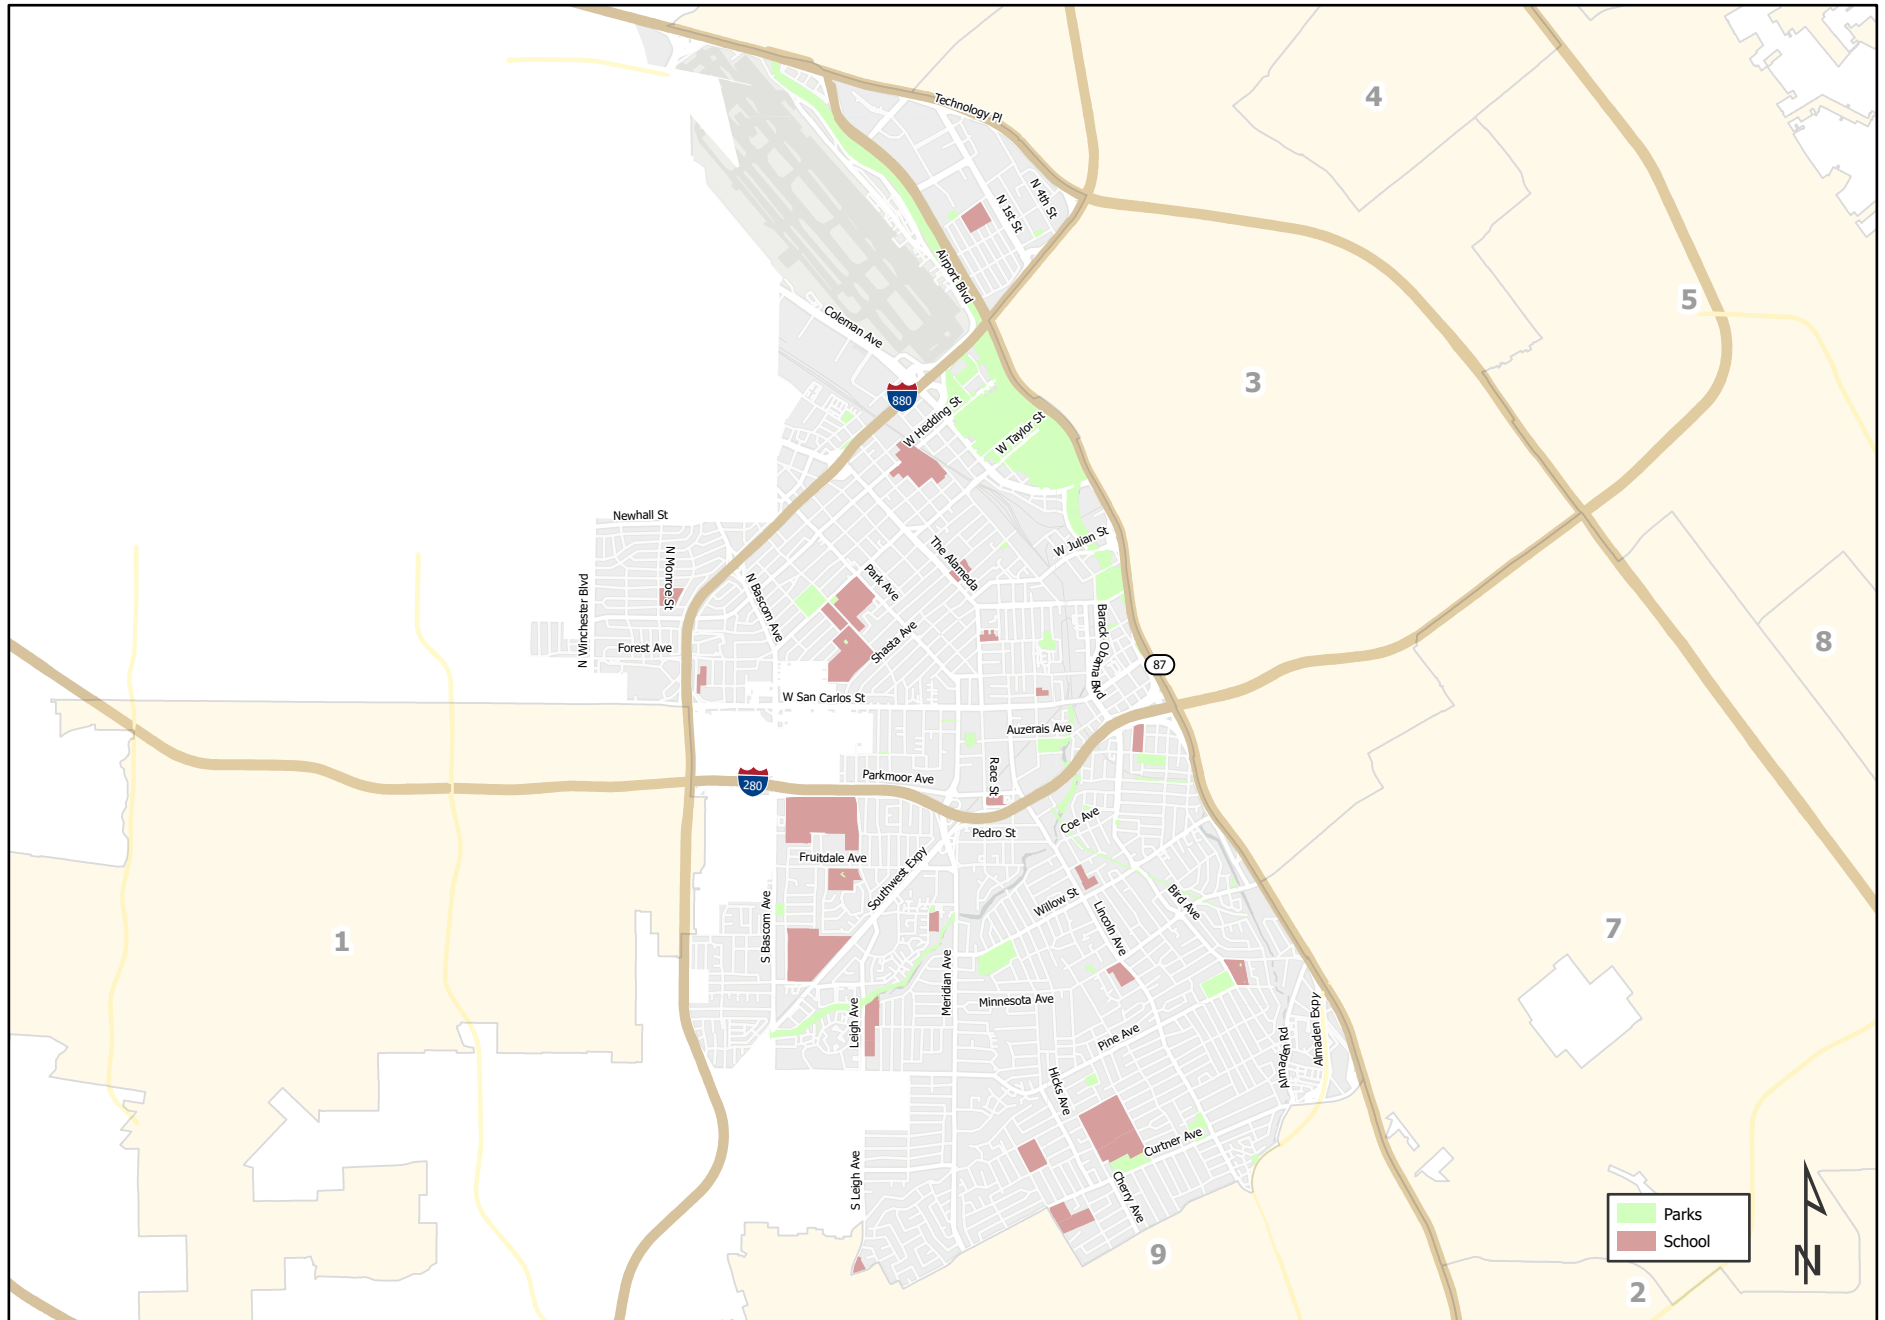 Technology Pl
4
N 4th St
N 1st St
Airport Blvd
5
Coleman Ave
3
880
W Hedding St
W Taylor St
Newhall St
W Julian St
The Alameda
N Monroe St
Park Ave
N Bascom Ave
N Winchester Blvd
Barack Obama Blvd
Shasta Ave
Forest Ave
8
87
W San Carlos St
Auzerais Ave
Race St
Parkmoor Ave
280
Coe Ave
Pedro St
Fruitdale Ave
Southwest Expy
Willow St
Bird Ave
Lincoln Ave
S Bascom Ave
7
1
Meridian Ave
Minnesota Ave
Leigh Ave
Almaden Expy
Almaden Rd
Pine Ave
Hicks Ave
Curtner Ave
S Leigh Ave
Cherry Ave
9
Parks
School
N
2